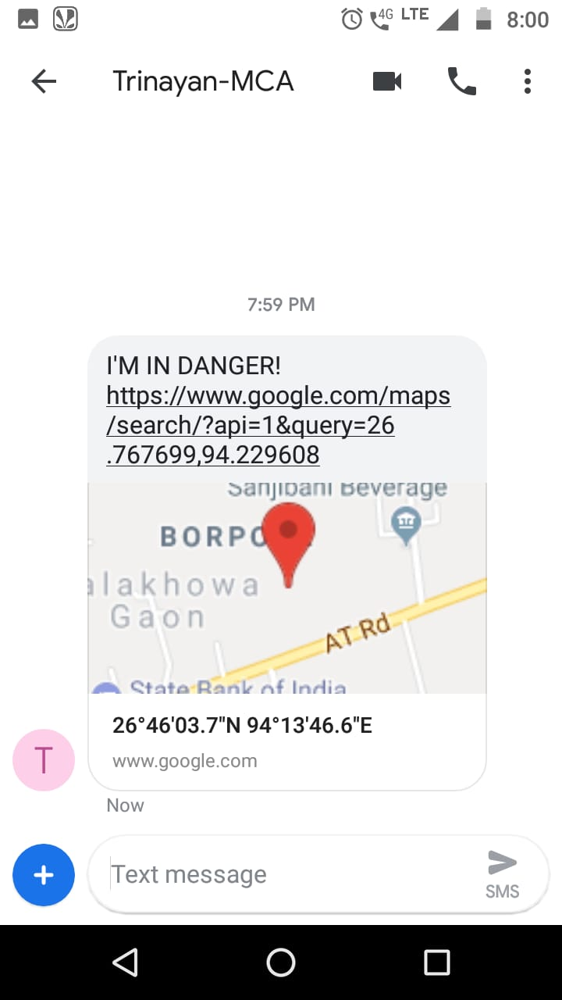 4G LTE 8:00
Trinayan-MCA
7:59 PM
I'M IN DANGER!
https://www.google.com/maps
/search/?api=1&query=26
.767699,94.229608
Sanjibani Beverage
BORPO
alakhowa
Gaon
AT Rd
State Bank of India
26°46'03.7"N 94°13'46.6"E
www.google.com
T
Now
Text message
SMS